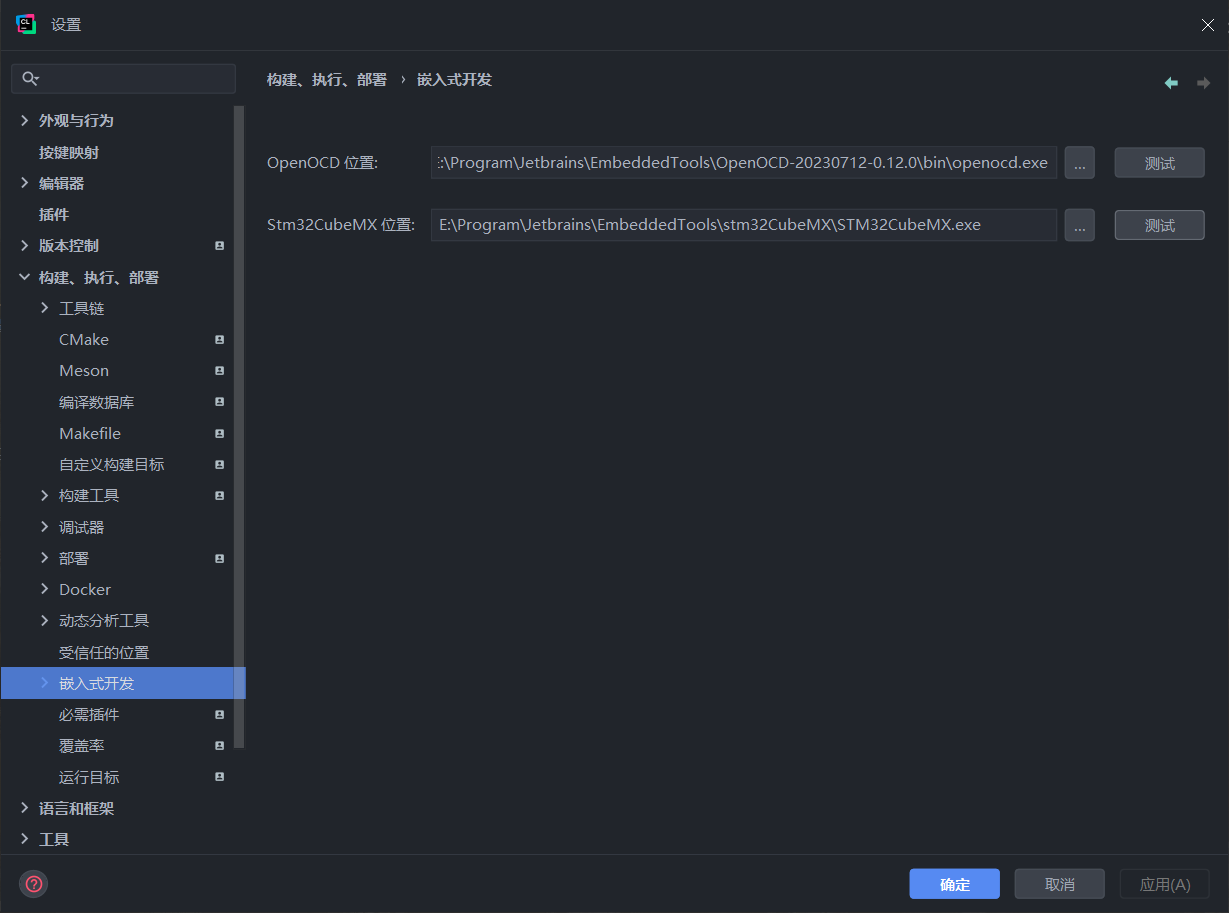 设置
构建、执行、部署 › 嵌入式开发
外观与行为
按键映射
编辑器
插件
版本控制
构建、执行、部署
工具链
CMake
Meson
编译数据库
Makefile
自定义构建目标
构建工具
调试器
部署
Docker
动态分析工具
受信任的位置
嵌入式开发
必需插件
覆盖率
运行目标
语言和框架
工具
OpenOCD 位置: :\Program\Jetbrains\EmbeddedTools\OpenOCD-20230712-0.12.0\bin\openocd.exe ... 测试
Stm32CubeMX 位置: E:\Program\Jetbrains\EmbeddedTools\stm32CubeMX\STM32CubeMX.exe ... 测试
? 确定 取消 应用(A)